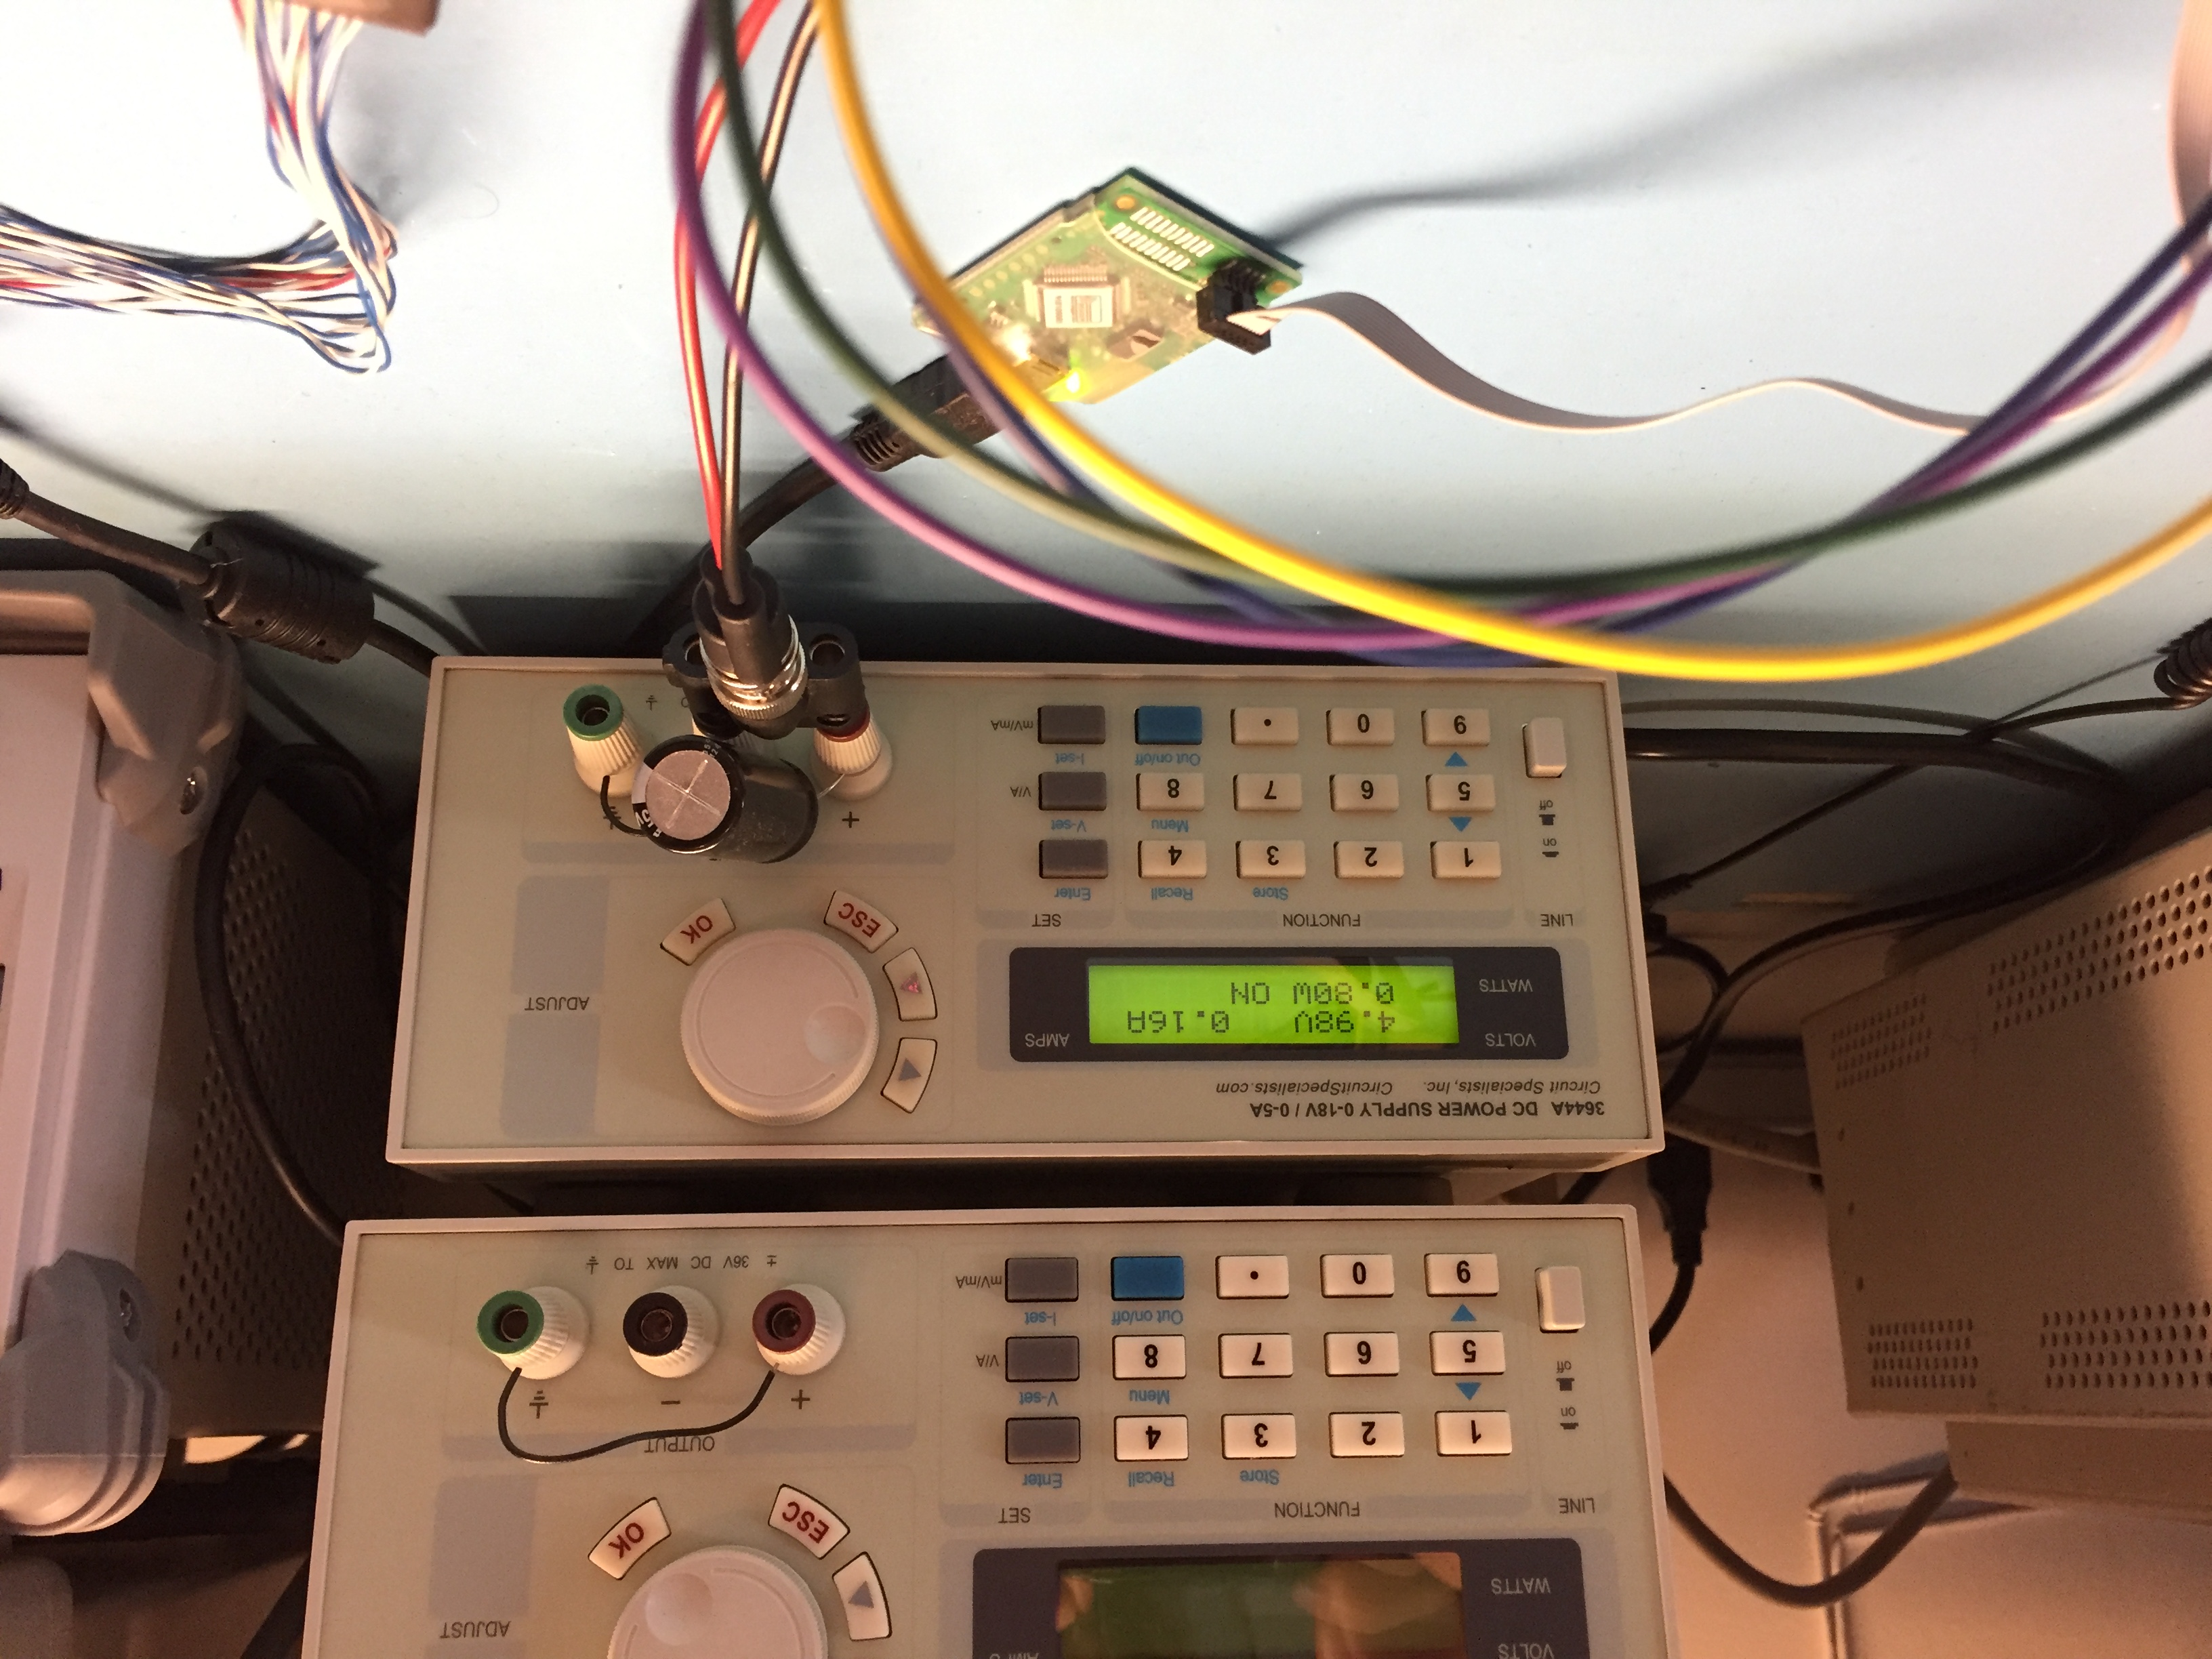 VOLTS
AMPS
WATTS
ADJUST
ESC
OK
LINE
FUNCTION
SET
Store Recall Enter
on
1 2 3 4
Menu V-set
off
5 6 7 8 V/A
Out on/off I-set
9 0 . mV/mA
OUTPUT
+ −
± 36V DC MAX TO
3644A DC POWER SUPPLY 0-18V / 0-5A
Circuit Specialists, Inc. CircuitSpecialists.com
VOLTS
AMPS
WATTS
4.98V 0.16A
0.80W ON
ADJUST
ESC
OK
LINE
FUNCTION
SET
Store Recall Enter
on
1 2 3 4
Menu V-set
off
5 6 7 8 V/A
Out on/off I-set
9 0 . mV/mA
+